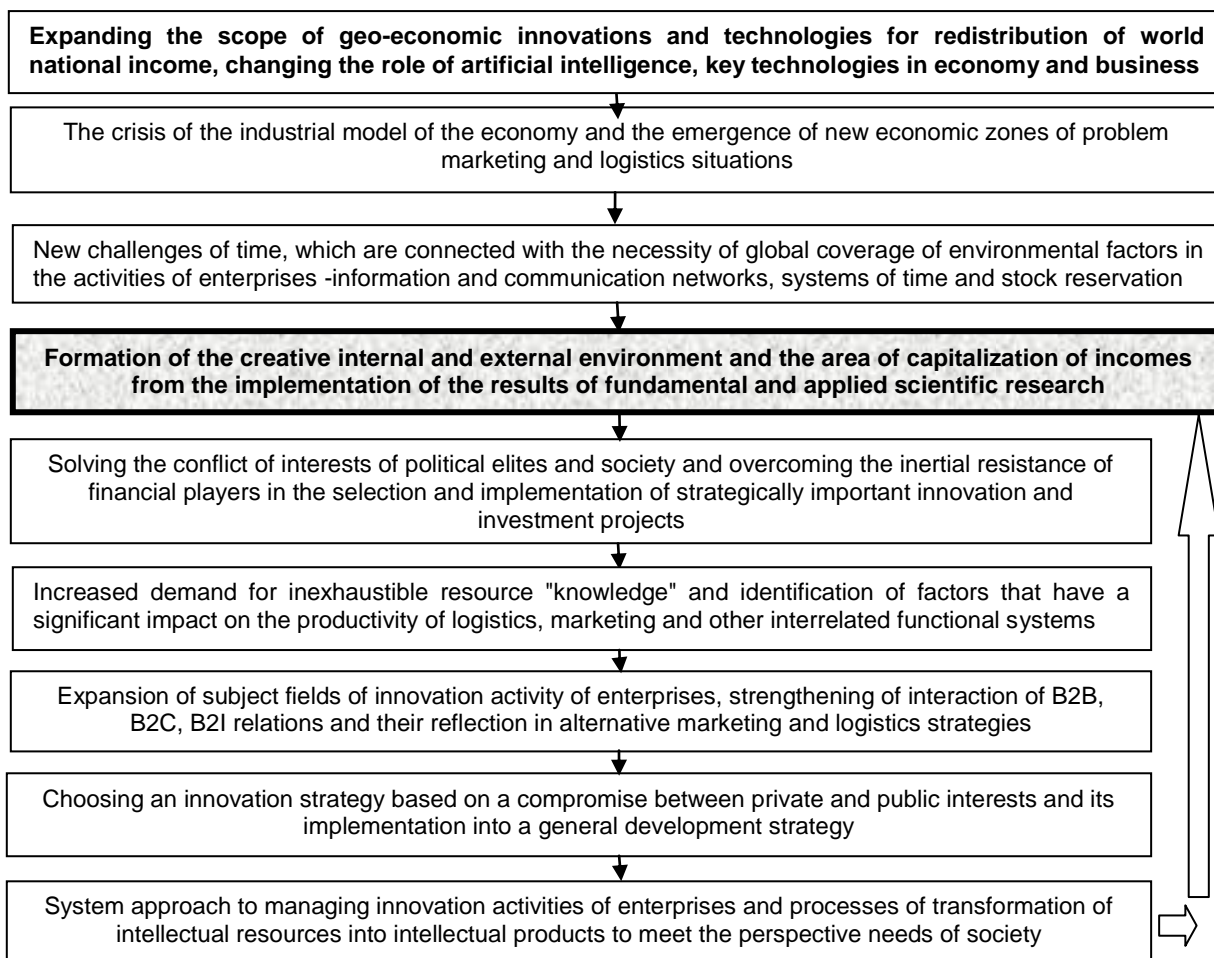 Expanding the scope of geo-economic innovations and technologies for redistribution of world
national income, changing the role of artificial intelligence, key technologies in economy and business
The crisis of the industrial model of the economy and the emergence of new economic zones of problem
marketing and logistics situations
New challenges of time, which are connected with the necessity of global coverage of environmental factors in
the activities of enterprises -information and communication networks, systems of time and stock reservation
Formation of the creative internal and external environment and the area of capitalization of incomes
from the implementation of the results of fundamental and applied scientific research
Solving the conflict of interests of political elites and society and overcoming the inertial resistance of
financial players in the selection and implementation of strategically important innovation and
investment projects
Increased demand for inexhaustible resource "knowledge" and identification of factors that have a
significant impact on the productivity of logistics, marketing and other interrelated functional systems
Expansion of subject fields of innovation activity of enterprises, strengthening of interaction of B2B,
B2C, B2I relations and their reflection in alternative marketing and logistics strategies
Choosing an innovation strategy based on a compromise between private and public interests and its
implementation into a general development strategy
System approach to managing innovation activities of enterprises and processes of transformation of
intellectual resources into intellectual products to meet the perspective needs of society